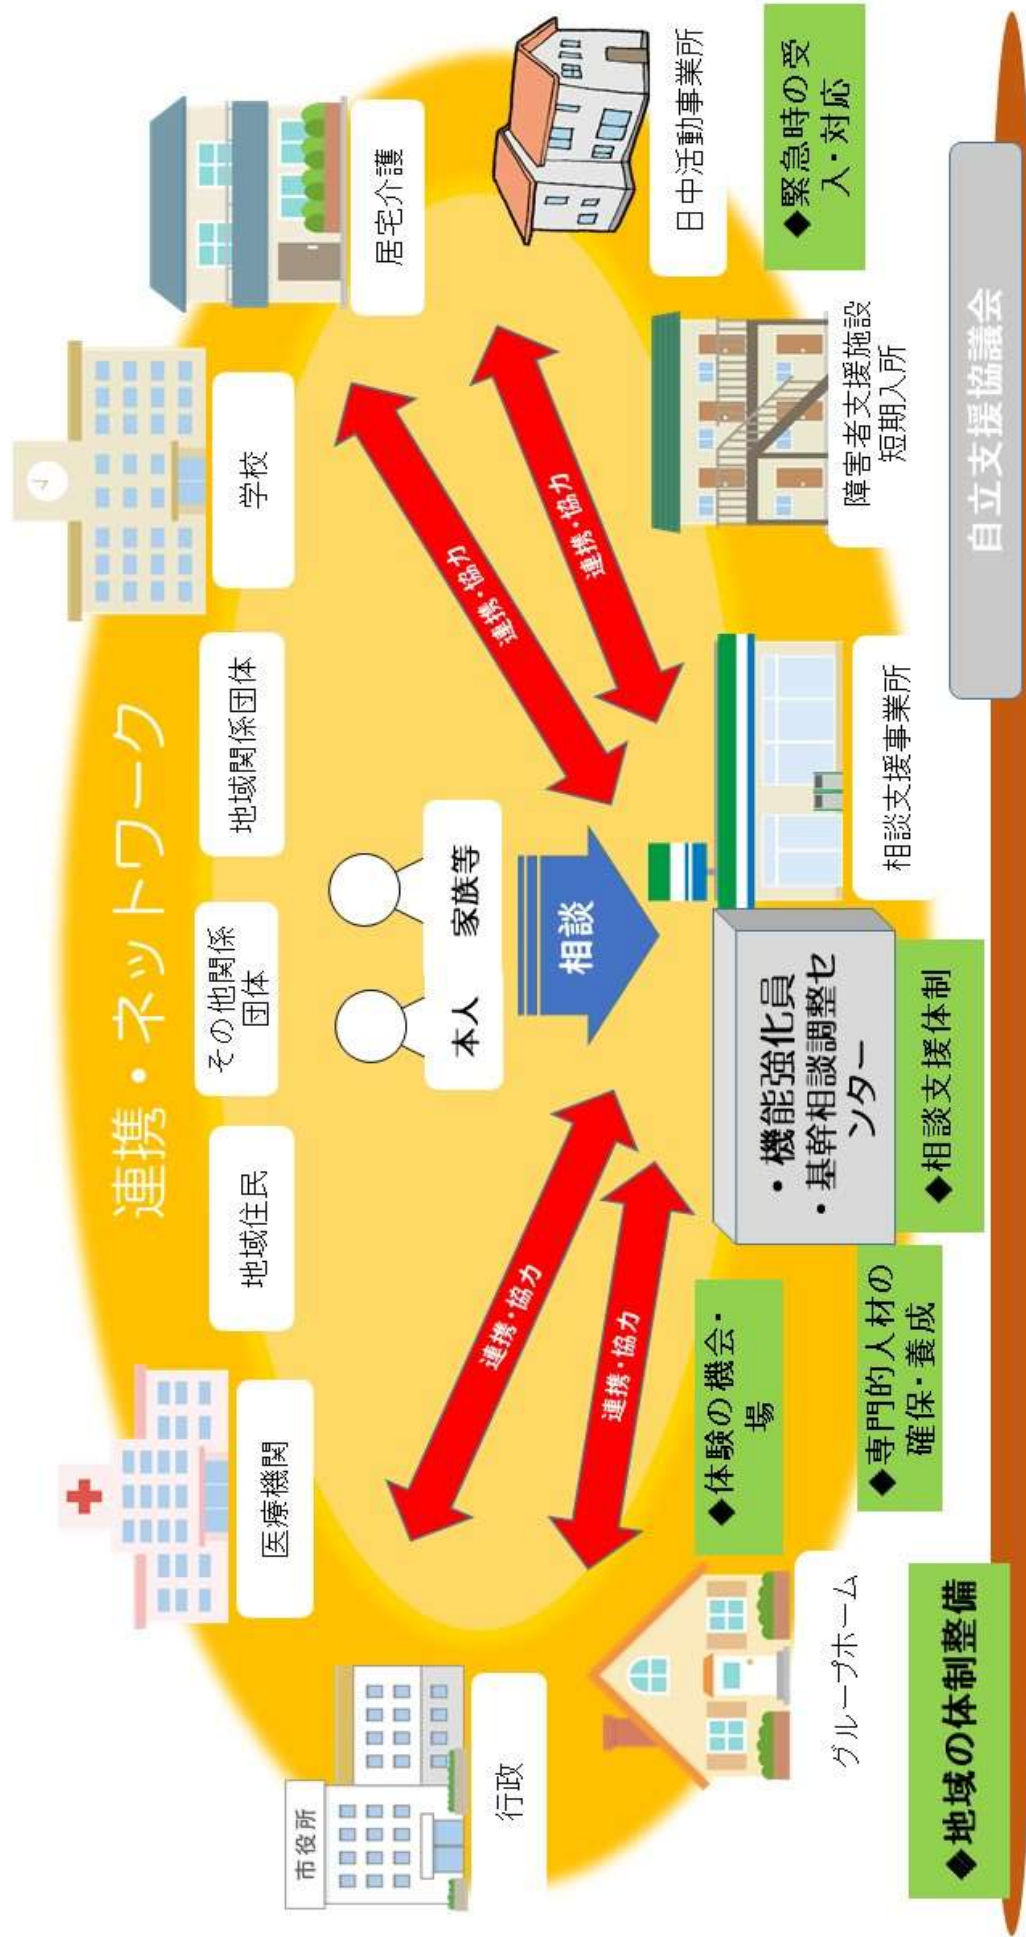 連携・ネットワーク
市役所
行政
医療機関
地域住民
その他関係
団体
地域関係団体
学校
居宅介護
本人 家族等
相談
連携・協力
連携・協力
連携・協力
連携・協力
日中活動事業所
◆緊急時の受
入・対応
障害者支援施設
短期入所
相談支援事業所
・機能強化員
・基幹相談調整セ
ンター
◆相談支援体制
◆体験の機会・
場
◆専門的人材の
確保・養成
グループホーム
◆地域の体制整備
自立支援協議会